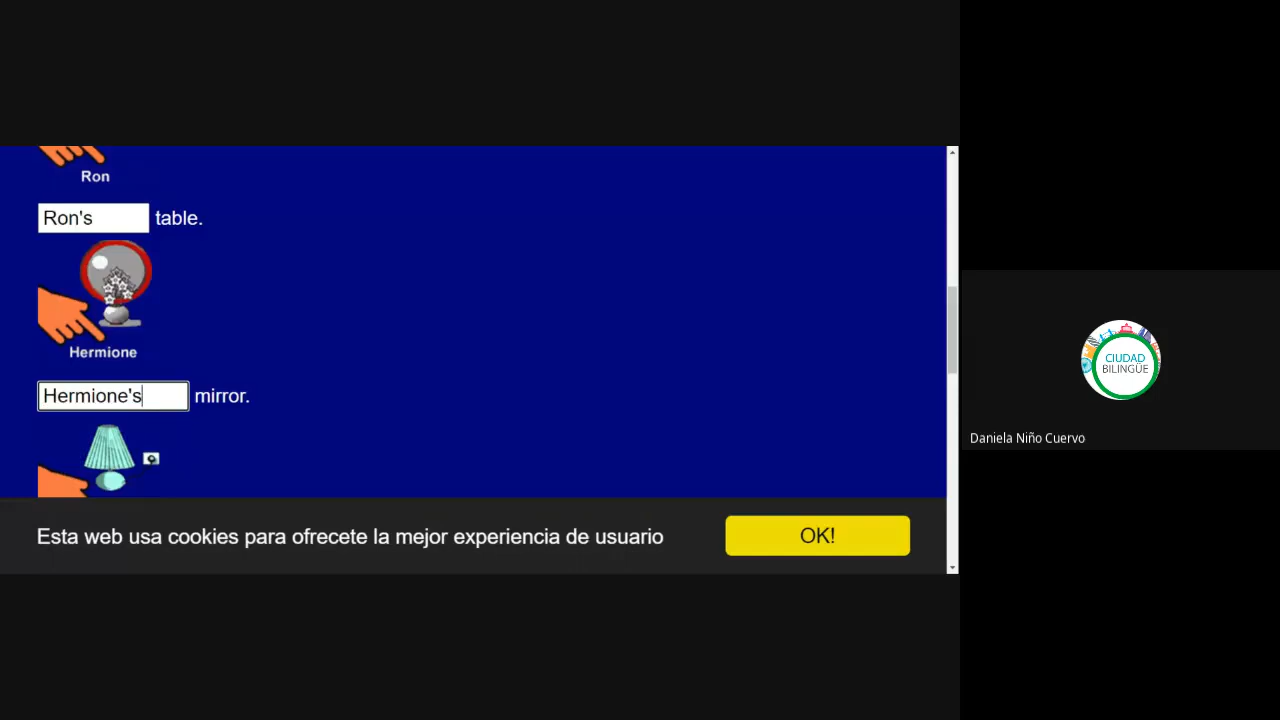 Ron
Ron's table.
Hermione
Hermione's mirror.
Esta web usa cookies para ofrecete la mejor experiencia de usuario
OK!
CIUDAD
BILINGÜE
Daniela Niño Cuervo